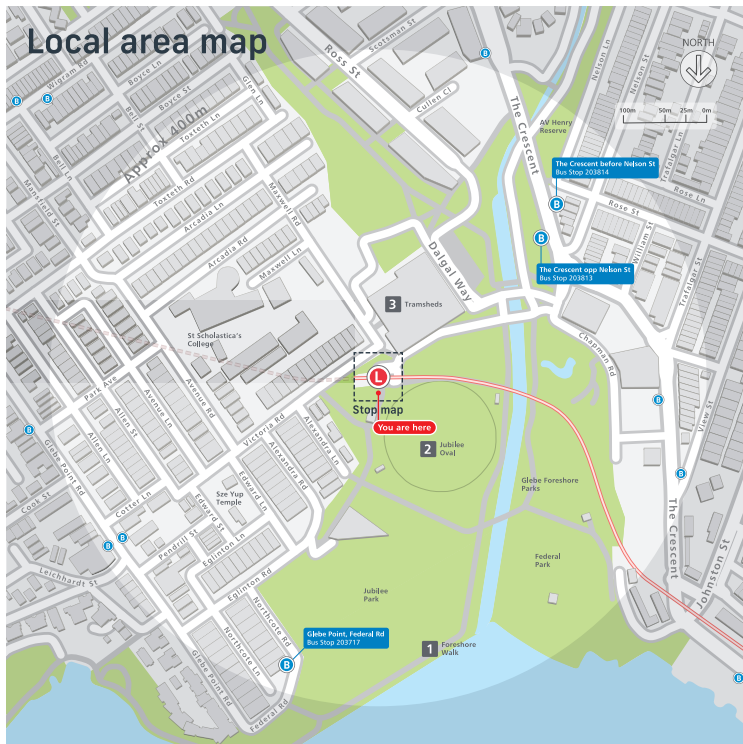 Local area map
NORTH
100m 50m 25m 0m
Approx 400m
Wigram Rd
Boyce Ln
Boyce St
Bell St
Bell Ln
Toxteth Ln
Glen Ln
Mansfield St
Toxteth Rd
Arcadia Ln
Arcadia Rd
Maxwell Rd
Maxwell Ln
Ross St
Scotsman St
Cullen Cl
The Crescent
AV Henry
Reserve
Nelson Ln
Nelson St
Trafalgar Ln
The Crescent before Nelson St
Bus Stop 203814
B
Rose Ln
Rose St
William St
Trafalgar St
B
The Crescent opp Nelson St
Bus Stop 203813
Dalgal Way
3 Tramsheds
St Scholastica's
College
Chapman Rd
L
Stop map
You are here
2 Jubilee
Oval
Park Ave
Avenue Rd
Avenue Ln
Allen St
Allen Ln
Victoria Rd
Alexandra Ln
Alexandra Rd
Glebe Point Rd
View St
Cook St
Cotter Ln
Sze Yup
Temple
Edward Ln
Edward St
Pendrill St
Eglinton Ln
Eglinton Rd
Leichhardt St
Glebe Foreshore
Parks
Federal
Park
The Crescent
Johnston St
Jubilee
Park
Northcote Rd
Northcote Ln
Glebe Point, Federal Rd
Bus Stop 203717
B
1 Foreshore
Walk
Glebe Point Rd
Federal Rd
B
B
B
B
B
B
B
B
B